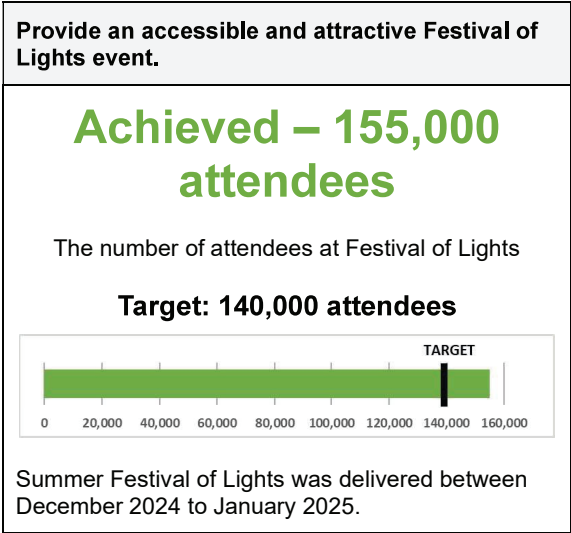 Provide an accessible and attractive Festival of
Lights event.
Achieved – 155,000
attendees
The number of attendees at Festival of Lights
Target: 140,000 attendees
TARGET
0 20,000 40,000 60,000 80,000 100,000 120,000 140,000 160,000
Summer Festival of Lights was delivered between
December 2024 to January 2025.